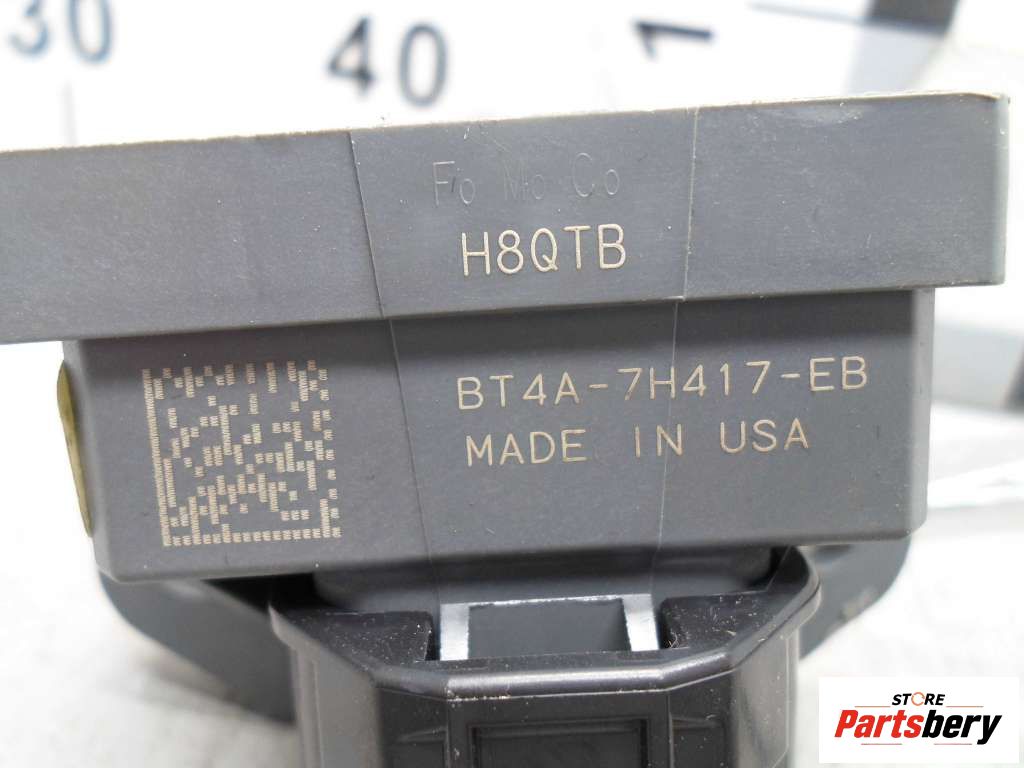 30 40 1
Fo Mo Co
H8QTB
BT4A-7H417-EB
MADE IN USA
STORE
Partsbery